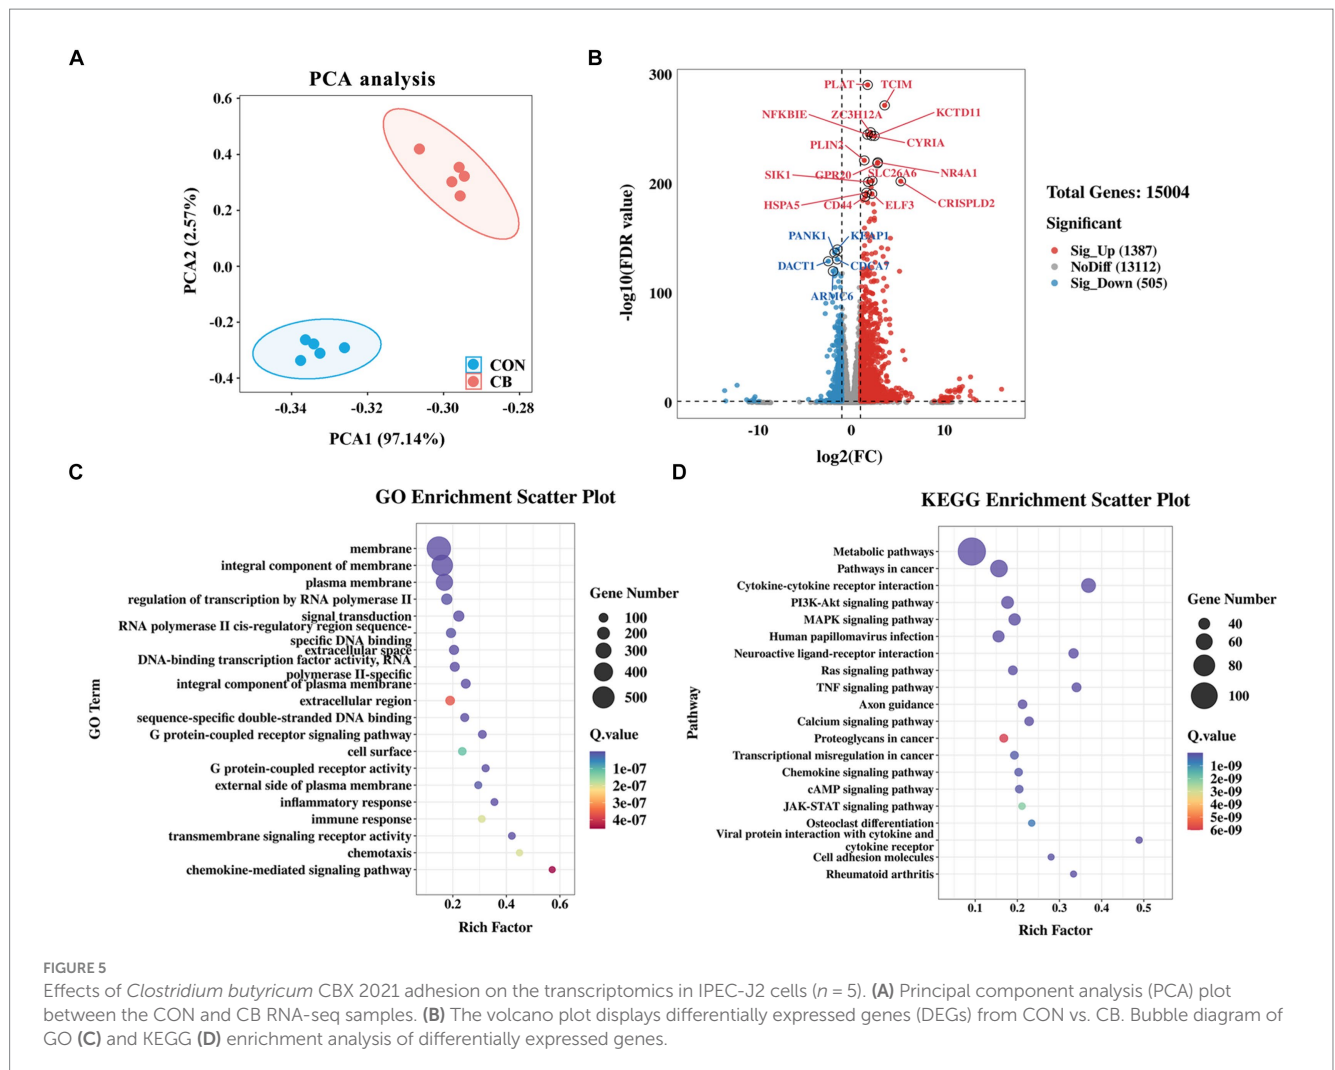 A
PCA analysis
0.6
0.4
0.2
0.0
-0.2
-0.4
PCA2 (2.57%)
CON
CB
-0.34
-0.32
-0.30
-0.28
PCA1 (97.14%)
B
300
200
100
0
-log10(FDR value)
PLAT
TCIM
NFKBIE
ZC3H12A
KCTD11
CYRIA
PLIN2
SIK1
GPR20
SLC26A6
NR4A1
HSPA5
CD44
ELF3
CRISPLD2
PANK1
KEAP1
DACT1
CDCA7
ARMC6
-10
0
10
log2(FC)
Total Genes: 15004
Significant
Sig_Up (1387)
NoDiff (13112)
Sig_Down (505)
C
GO Enrichment Scatter Plot
GO Term
membrane
integral component of membrane
plasma membrane
regulation of transcription by RNA polymerase II
signal transduction
RNA polymerase II cis-regulatory region sequence-
specific DNA binding
extracellular space
DNA-binding transcription factor activity, RNA
polymerase II-specific
integral component of plasma membrane
extracellular region
sequence-specific double-stranded DNA binding
G protein-coupled receptor signaling pathway
cell surface
G protein-coupled receptor activity
external side of plasma membrane
inflammatory response
immune response
transmembrane signaling receptor activity
chemotaxis
chemokine-mediated signaling pathway
0.2
0.4
0.6
Rich Factor
Gene Number
100
200
300
400
500
Q.value
1e-07
2e-07
3e-07
4e-07
D
KEGG Enrichment Scatter Plot
Pathway
Metabolic pathways
Pathways in cancer
Cytokine-cytokine receptor interaction
PI3K-Akt signaling pathway
MAPK signaling pathway
Human papillomavirus infection
Neuroactive ligand-receptor interaction
Ras signaling pathway
TNF signaling pathway
Axon guidance
Calcium signaling pathway
Proteoglycans in cancer
Transcriptional misregulation in cancer
Chemokine signaling pathway
cAMP signaling pathway
JAK-STAT signaling pathway
Osteoclast differentiation
Viral protein interaction with cytokine and
cytokine receptor
Cell adhesion molecules
Rheumatoid arthritis
0.1
0.2
0.3
0.4
0.5
Rich Factor
Gene Number
40
60
80
100
Q.value
1e-09
2e-09
3e-09
4e-09
5e-09
6e-09
FIGURE 5
Effects of Clostridium butyricum CBX 2021 adhesion on the transcriptomics in IPEC-J2 cells (n = 5). (A) Principal component analysis (PCA) plot
between the CON and CB RNA-seq samples. (B) The volcano plot displays differentially expressed genes (DEGs) from CON vs. CB. Bubble diagram of
GO (C) and KEGG (D) enrichment analysis of differentially expressed genes.